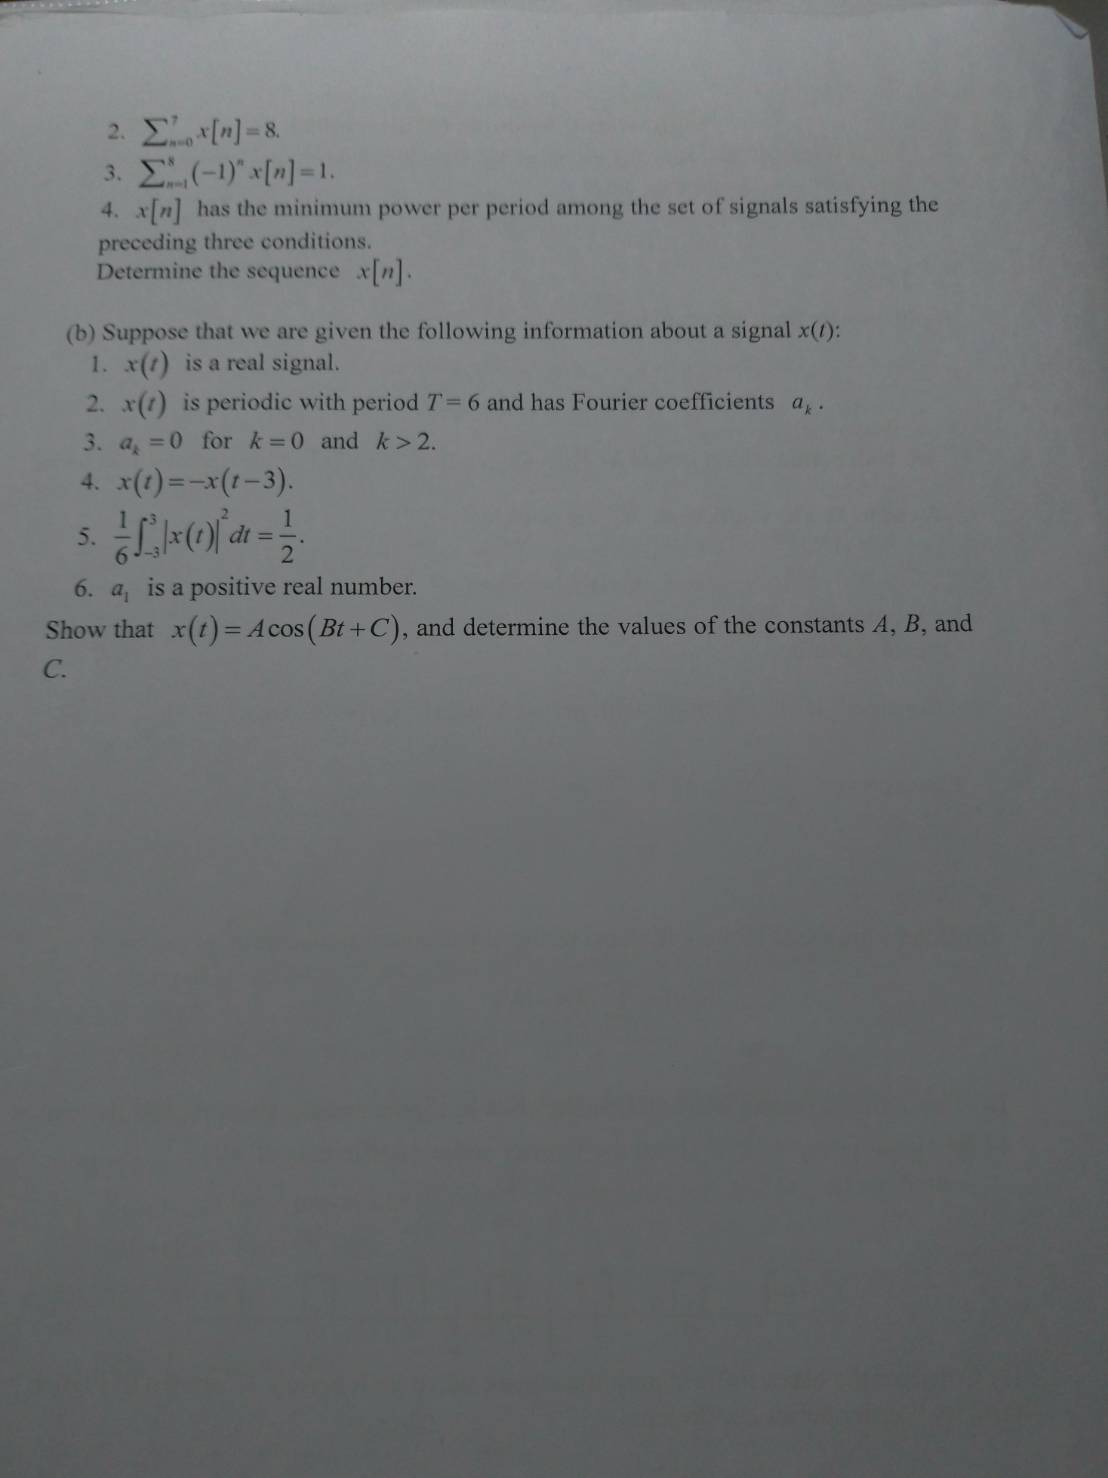 2. ∑_{n=0}^{7} x[n] = 8.
3. ∑_{n=1}^{8} (−1)^n x[n] = 1.
4. x[n] has the minimum power per period among the set of signals satisfying the
preceding three conditions.
Determine the sequence x[n].
(b) Suppose that we are given the following information about a signal x(t):
1. x(t) is a real signal.
2. x(t) is periodic with period T = 6 and has Fourier coefficients a_k.
3. a_k = 0 for k = 0 and k > 2.
4. x(t) = −x(t−3).
5. \frac{1}{6} ∫_{−3}^{3} |x(t)|^2 dt = \frac{1}{2}.
6. a_1 is a positive real number.
Show that x(t) = A cos(Bt + C), and determine the values of the constants A, B, and
C.